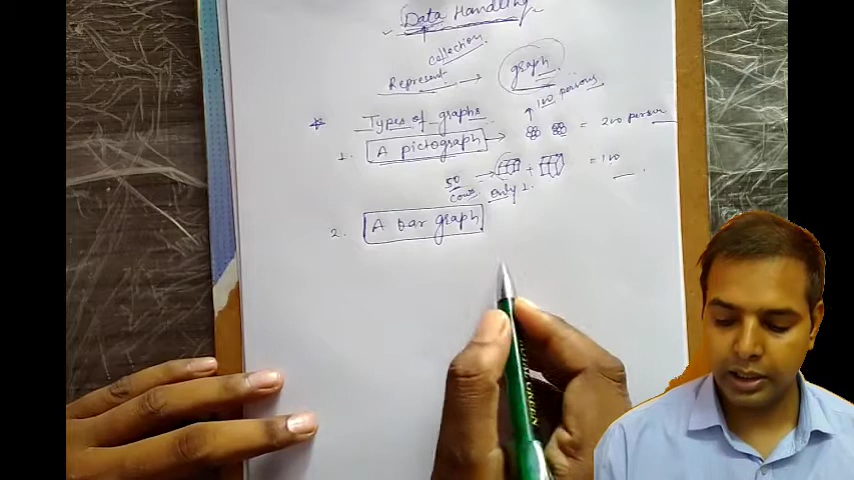 Data Handling
collection
Represent → graph
* Types of graphs
↑ 100 persons
1. A pictograph → = 200 person
50 cows → + = 100
only 1.
2. A bar graph